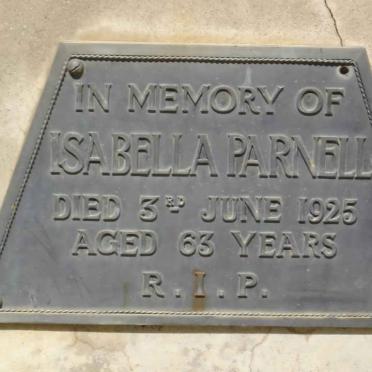 IN MEMORY OF
ISABELLA PARNELL
DIED 3RD JUNE 1925
AGED 63 YEARS
R.I.P.